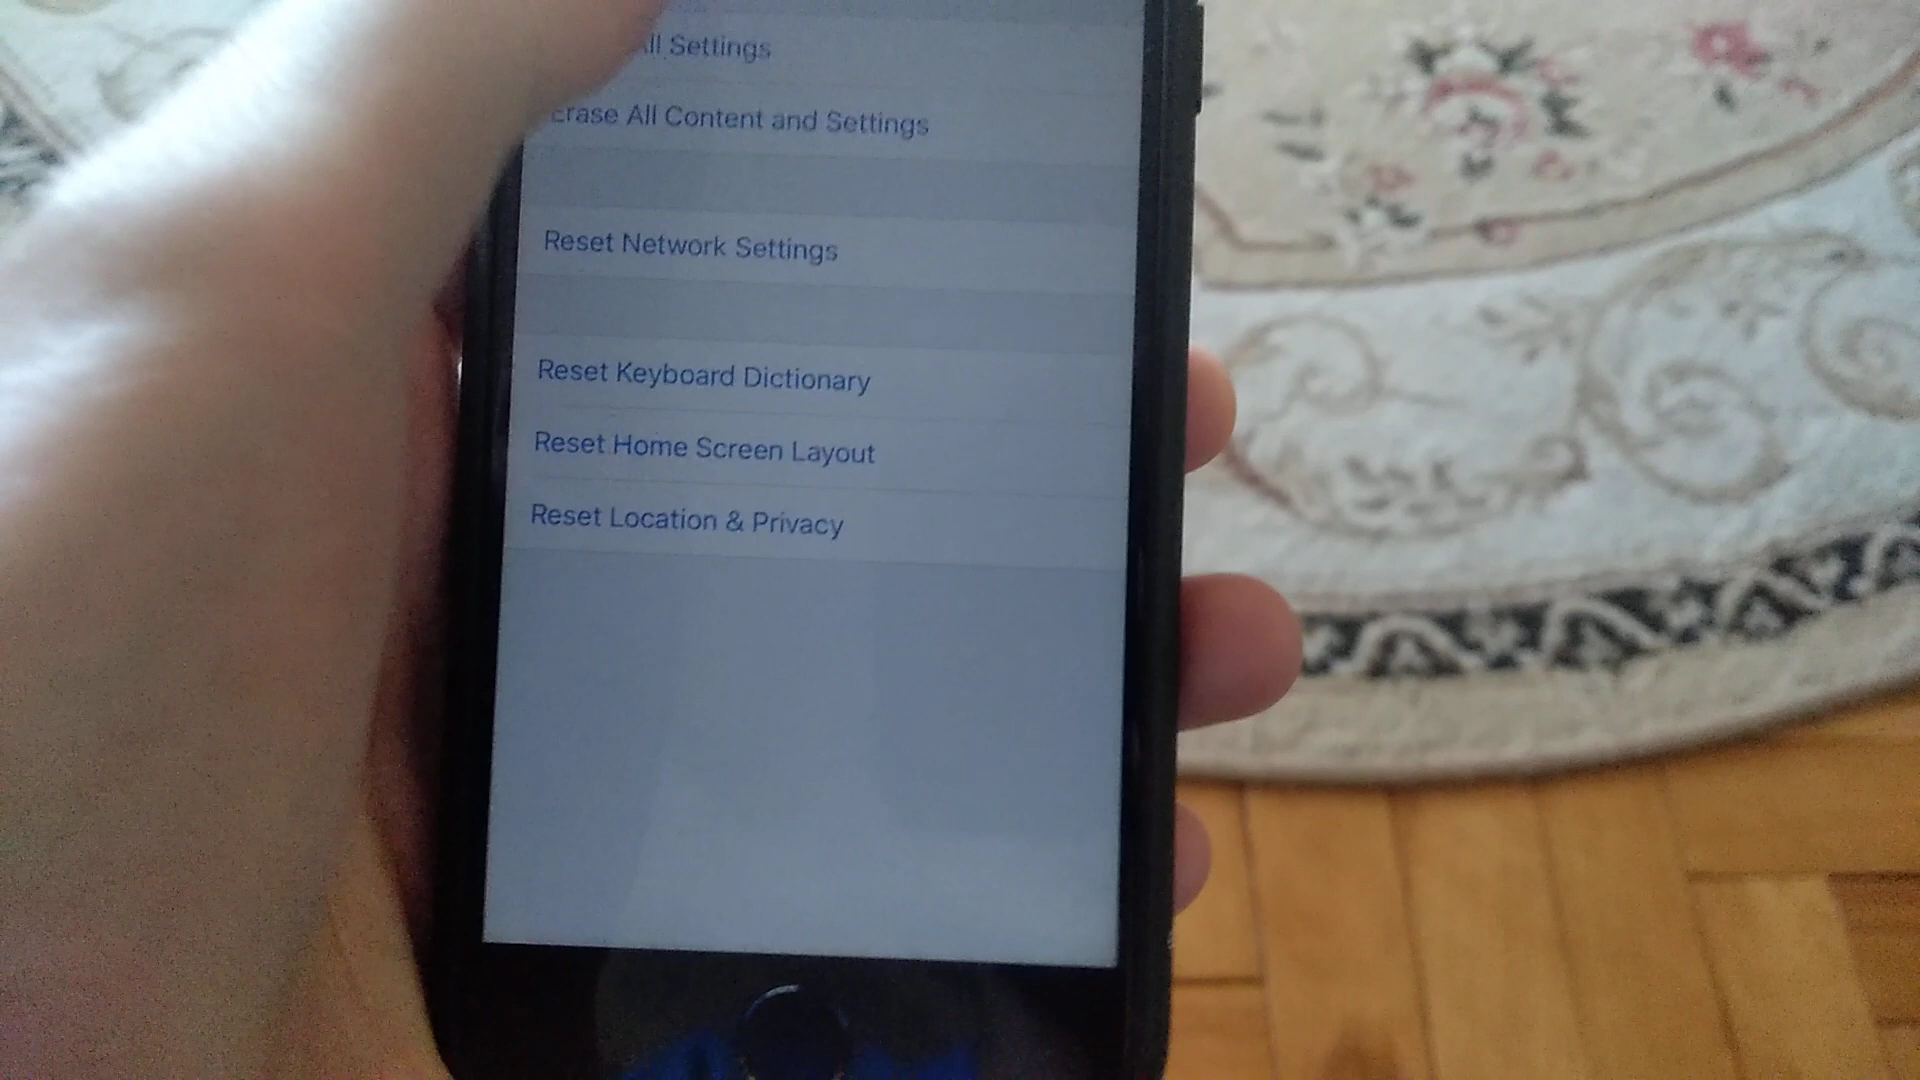 All Settings
Erase All Content and Settings
Reset Network Settings
Reset Keyboard Dictionary
Reset Home Screen Layout
Reset Location & Privacy